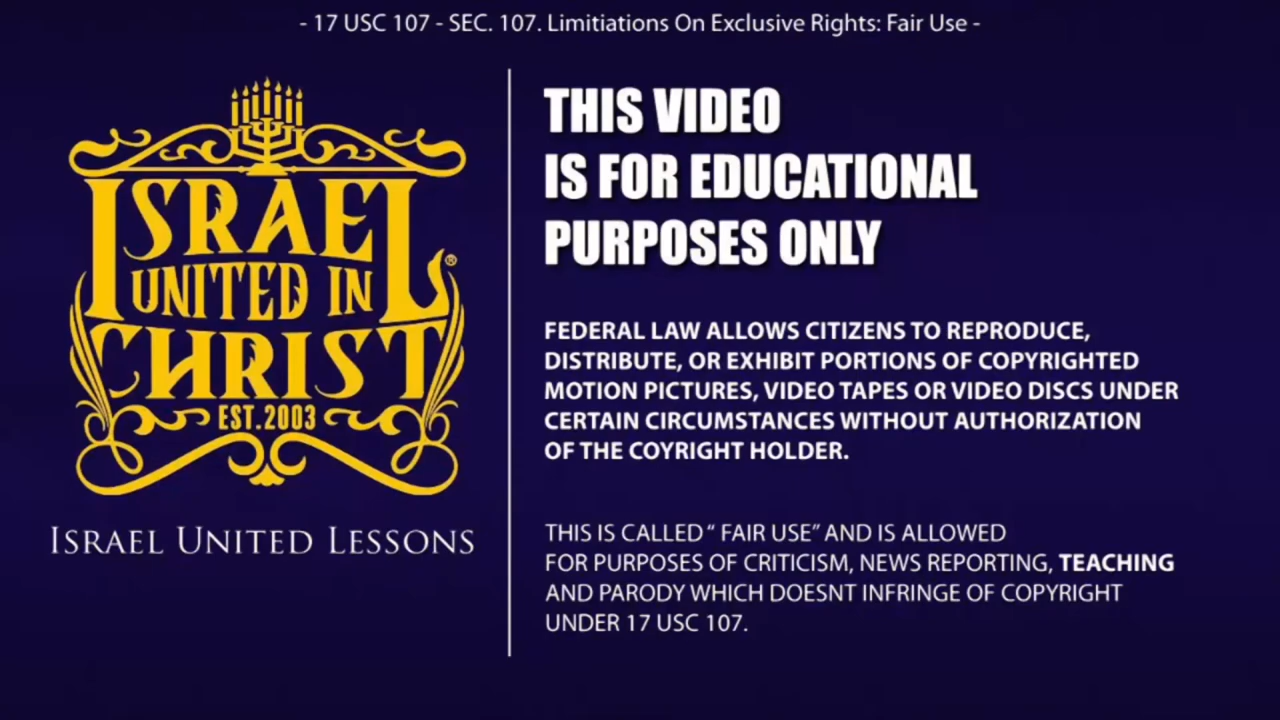 - 17 USC 107 - SEC. 107. Limitiations On Exclusive Rights: Fair Use -
ISRAEL
UNITED IN
CHRIST
EST.2003
®
ISRAEL UNITED LESSONS
THIS VIDEO
IS FOR EDUCATIONAL
PURPOSES ONLY
FEDERAL LAW ALLOWS CITIZENS TO REPRODUCE,
DISTRIBUTE, OR EXHIBIT PORTIONS OF COPYRIGHTED
MOTION PICTURES, VIDEO TAPES OR VIDEO DISCS UNDER
CERTAIN CIRCUMSTANCES WITHOUT AUTHORIZATION
OF THE COYRIGHT HOLDER.
THIS IS CALLED “ FAIR USE” AND IS ALLOWED
FOR PURPOSES OF CRITICISM, NEWS REPORTING, TEACHING
AND PARODY WHICH DOESNT INFRINGE OF COPYRIGHT
UNDER 17 USC 107.